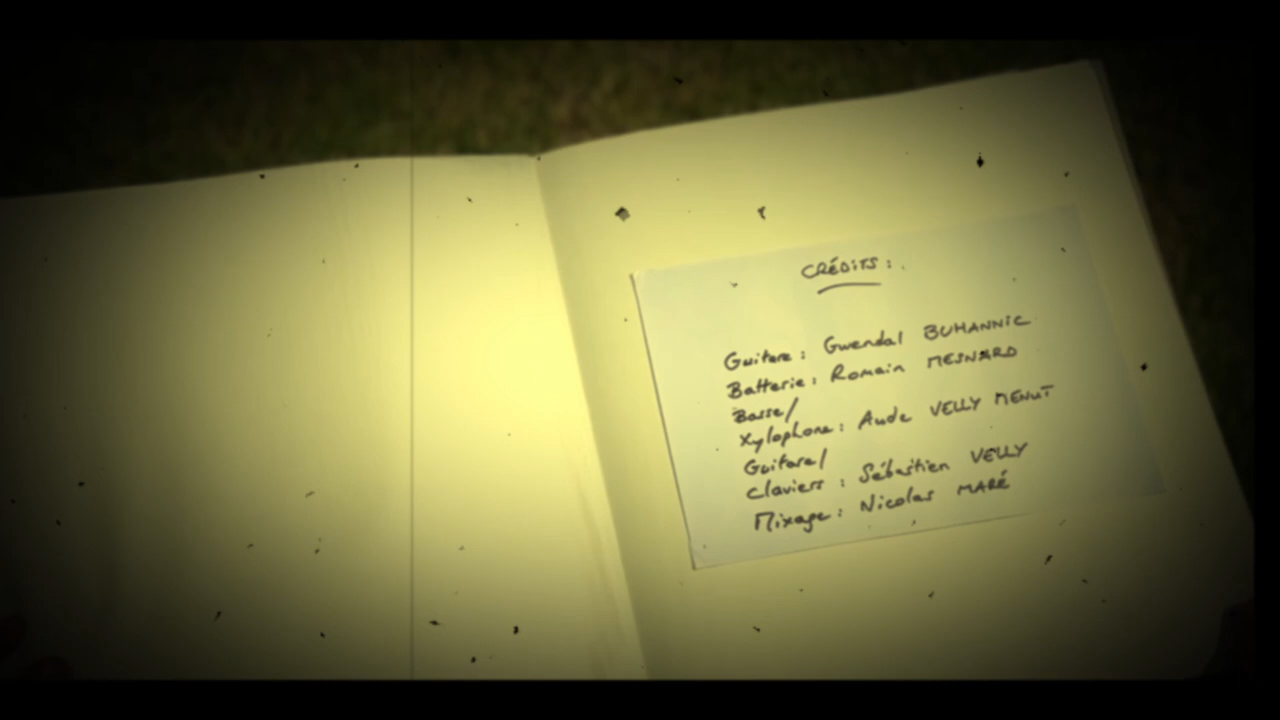 CRÉDITS :
Guitare : Gwendal BUHANNIC
Batterie : Romain MESNARD
Basse/
Xylophone : Aude VELLY MENUT
Guitare/
Claviers : Sébastien VELLY
Mixage : Nicolas MARÉ